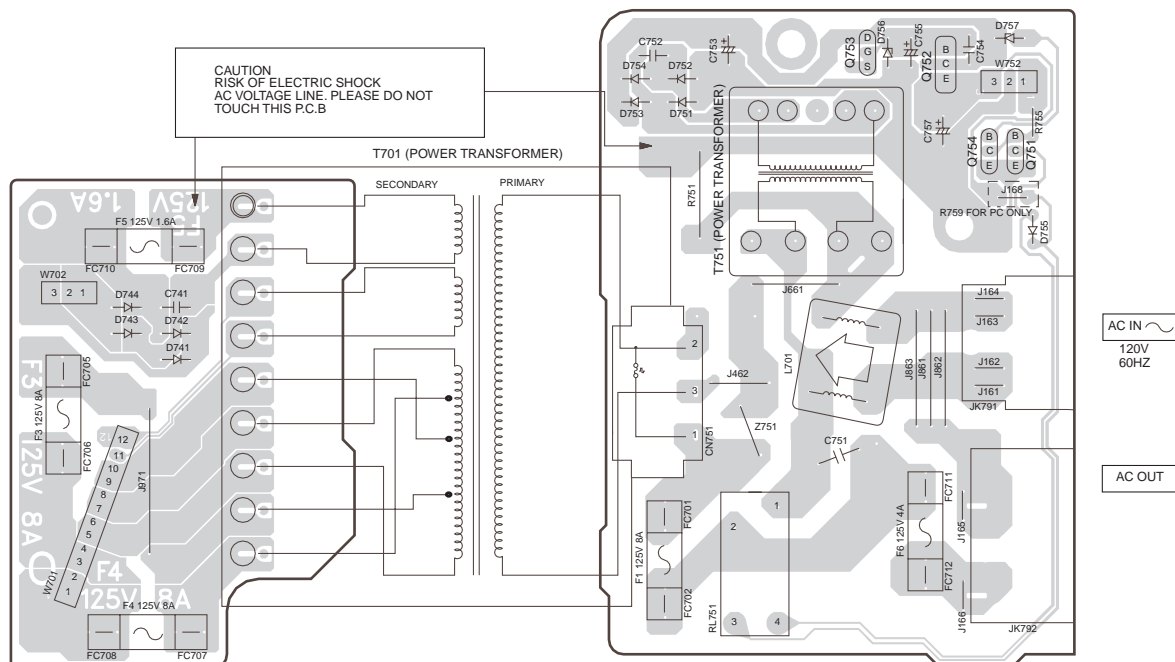 CAUTION
RISK OF ELECTRIC SHOCK
AC VOLTAGE LINE. PLEASE DO NOT
TOUCH THIS P.C.B
T701 (POWER TRANSFORMER)
SECONDARY
PRIMARY
1.6A
125V
F5
F5 125V 1.6A
FC710
FC709
W702
3 2 1
D744
C741
D743
D742
D741
F3
125V 8A
FC705
F3 125V 8A
FC706
12
12
11
10
9
8
7
6
5
4
3
2
1
J971
W701
F4
125V 8A
F4 125V 8A
FC708
FC707
C752
C753
D754
D752
D753
D751
D
G
S
Q753
D756
C755
B
C
E
Q752
C754
D757
W752
3 2 1
C757
R755
B
C
E
Q754
B
C
E
Q751
J168
R759 FOR PC ONLY
D755
R751
T751 (POWER TRANSFORMER)
J661
2
3
1
CN751
J462
Z751
L701
C751
J863
J861
J862
J164
J163
J162
J161
JK791
AC IN
120V
60HZ
AC OUT
FC701
F1 125V 8A
FC702
1
2
3
4
RL751
FC711
F6 125V 4A
FC712
J165
J166
JK792